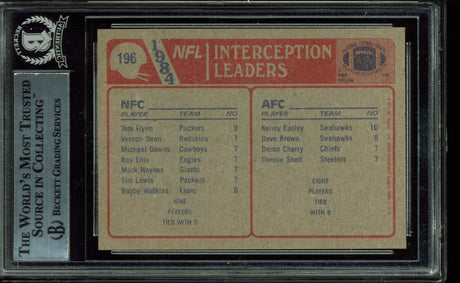 BECKETT
THE WORLD'S MOST TRUSTED
SOURCE IN COLLECTING™
BECKETT GRADING SERVICES
196
1984
NFL
INTERCEPTION
LEADERS
NFC
PLAYER TEAM NO
Tom Flynn Packers 9
Vernon Dean Redskins 7
Michael Downs Cowboys 7
Ray Ellis Eagles 7
Mark Haynes Giants 7
Tim Lewis Packers 7
Bobby Watkins Lions 6
NINE
PLAYERS
TIED WITH 5
AFC
PLAYER TEAM NO
Kenny Easley Seahawks 10
Dave Brown Seahawks 8
Deron Cherry Chiefs 7
Donnie Shell Steelers 7
EIGHT
PLAYERS
TIED
WITH 6